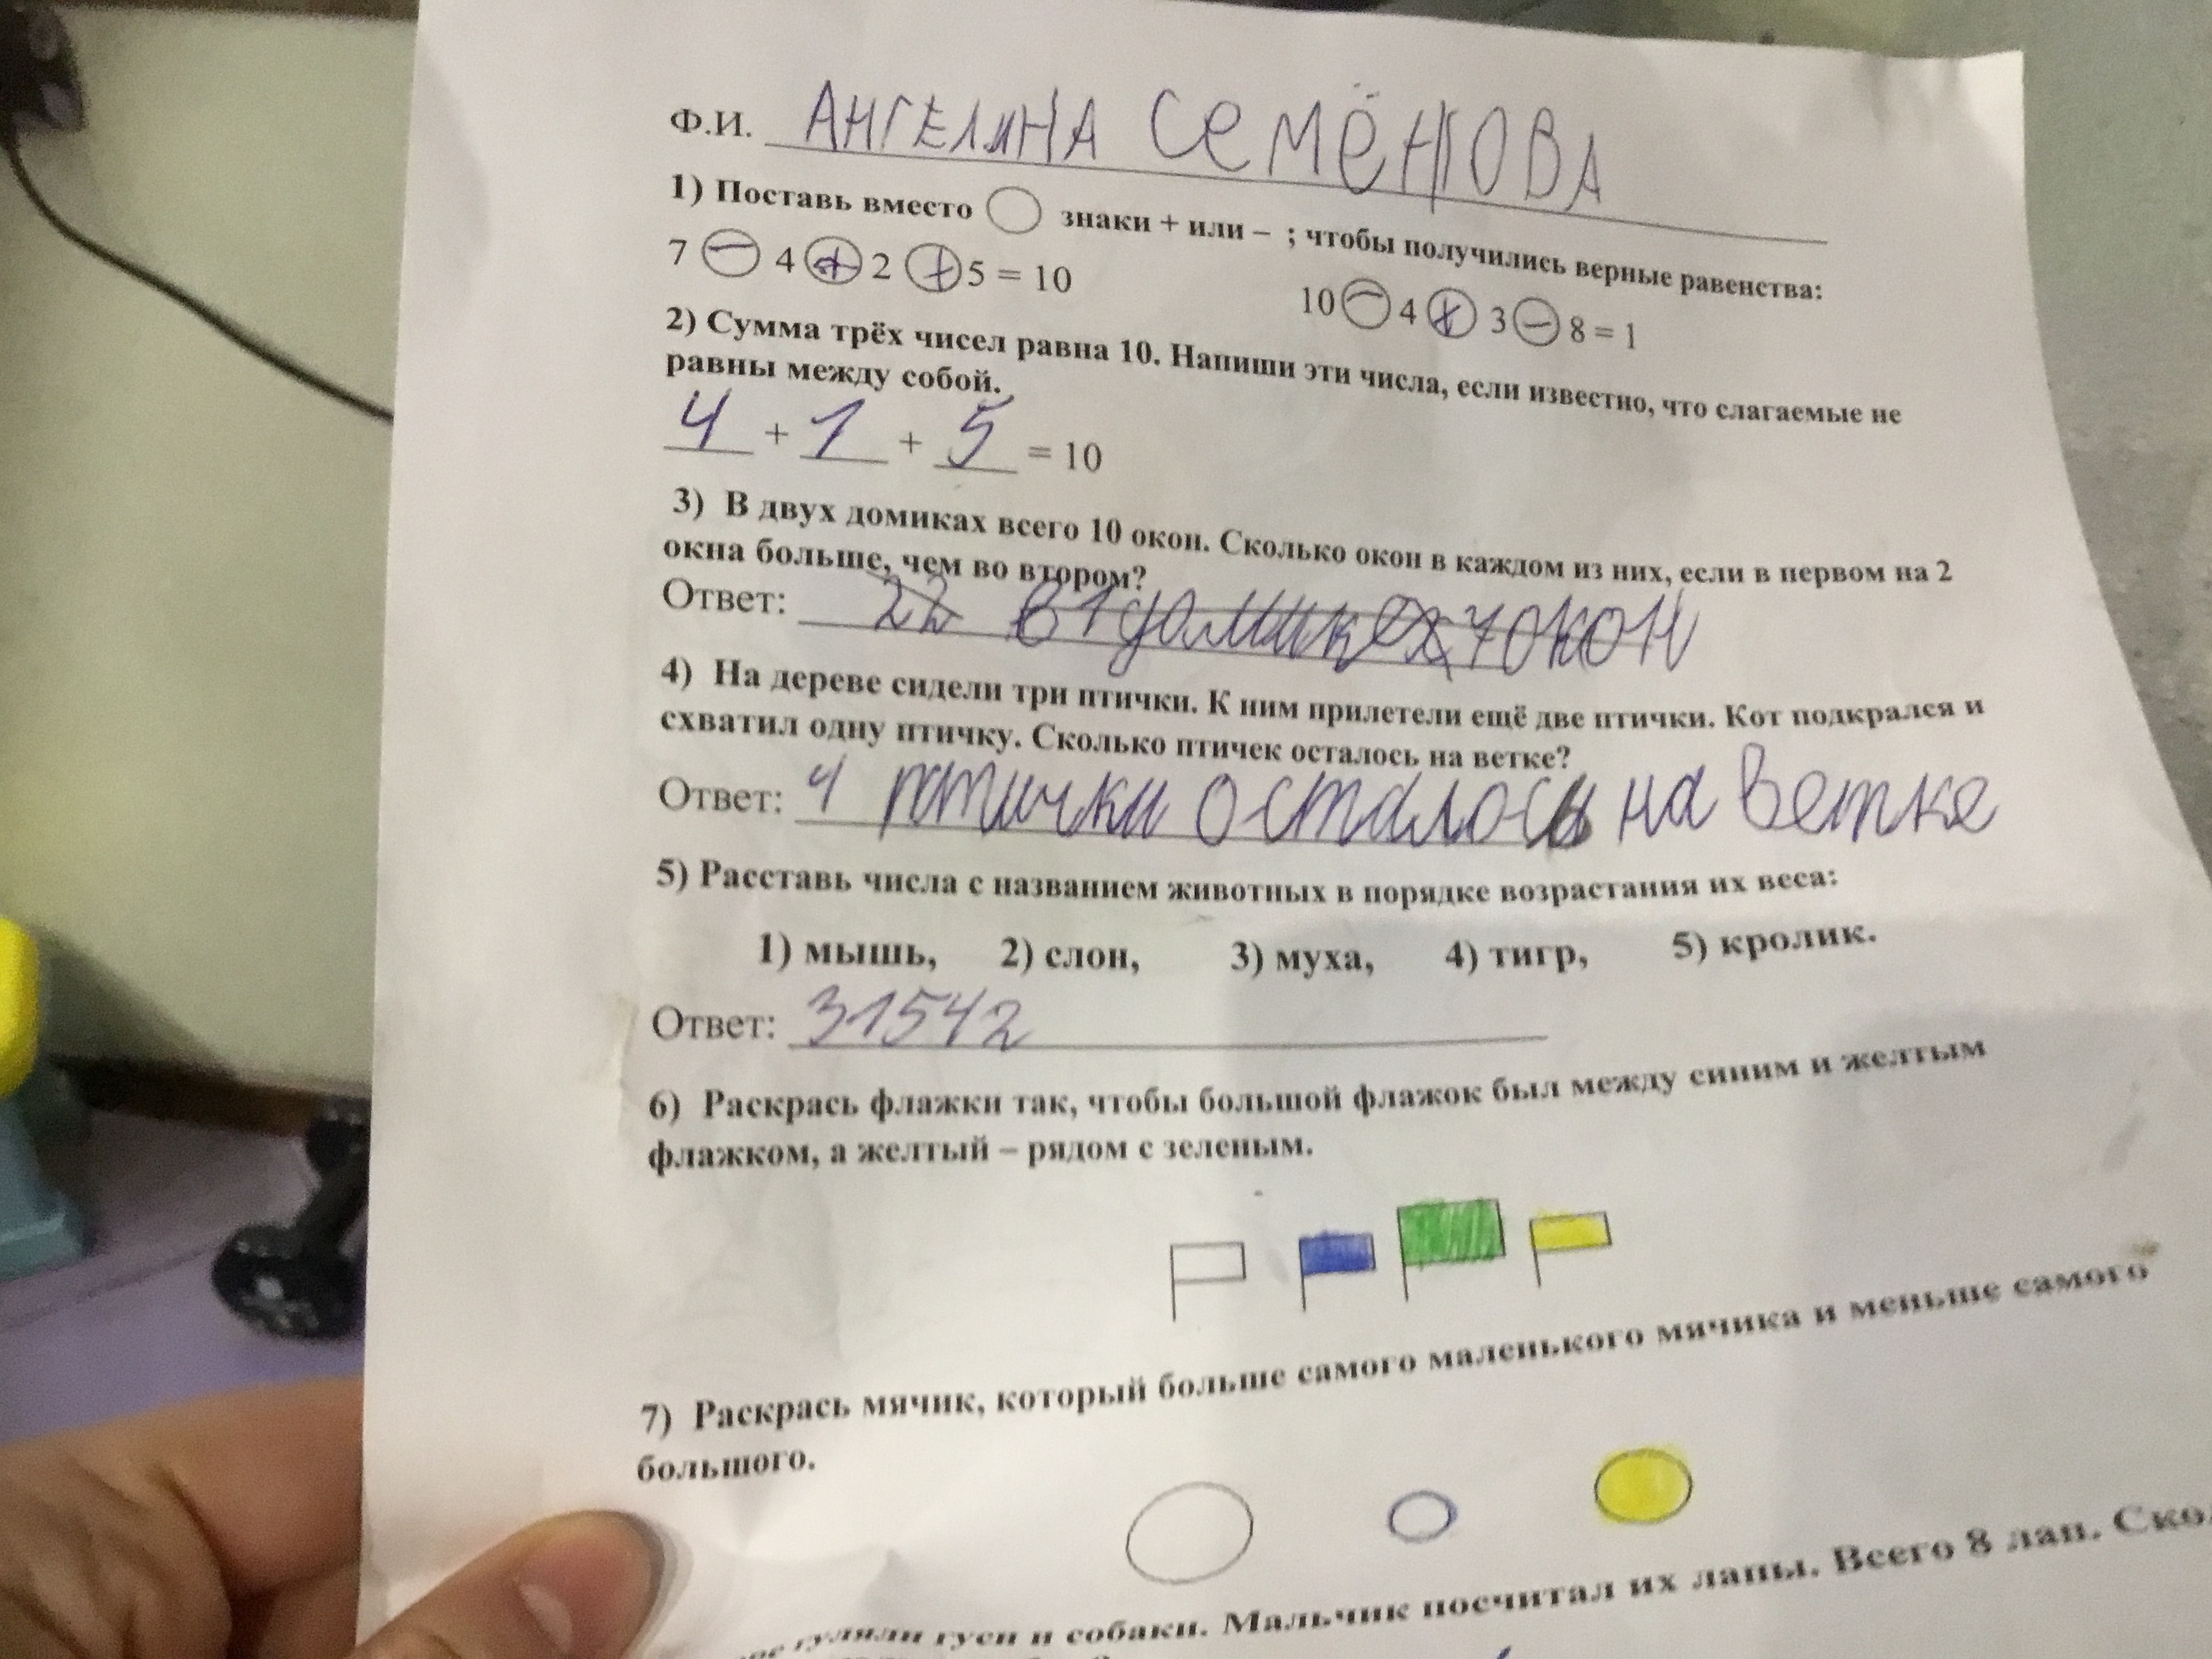 Ф.И. АНГЕЛИНА СЕМЁНОВА
1) Поставь вместо знаки + или – ; чтобы получились верные равенства:
7 – 4 + 2 + 5 = 10
10 – 4 + 3 – 8 = 1
2) Сумма трёх чисел равна 10. Напиши эти числа, если известно, что слагаемые не
равны между собой.
4 + 1 + 5 = 10
3) В двух домиках всего 10 окон. Сколько окон в каждом из них, если в первом на 2
окна больше, чем во втором?
Ответ: 22 в 1 домиках окон
4) На дереве сидели три птички. К ним прилетели ещё две птички. Кот подкрался и
схватил одну птичку. Сколько птичек осталось на ветке?
Ответ: 4 птички осталось на ветке
5) Расставь числа с названием животных в порядке возрастания их веса:
1) мышь, 2) слон, 3) муха, 4) тигр, 5) кролик.
Ответ: 31542
6) Раскрась флажки так, чтобы большой флажок был между синим и желтым
флажком, а желтый – рядом с зеленым.
7) Раскрась мячик, который больше самого маленького мячика и меньше самого
большого.
гуляли гуси и собаки. Мальчик посчитал их лапы. Всего 8 лап.